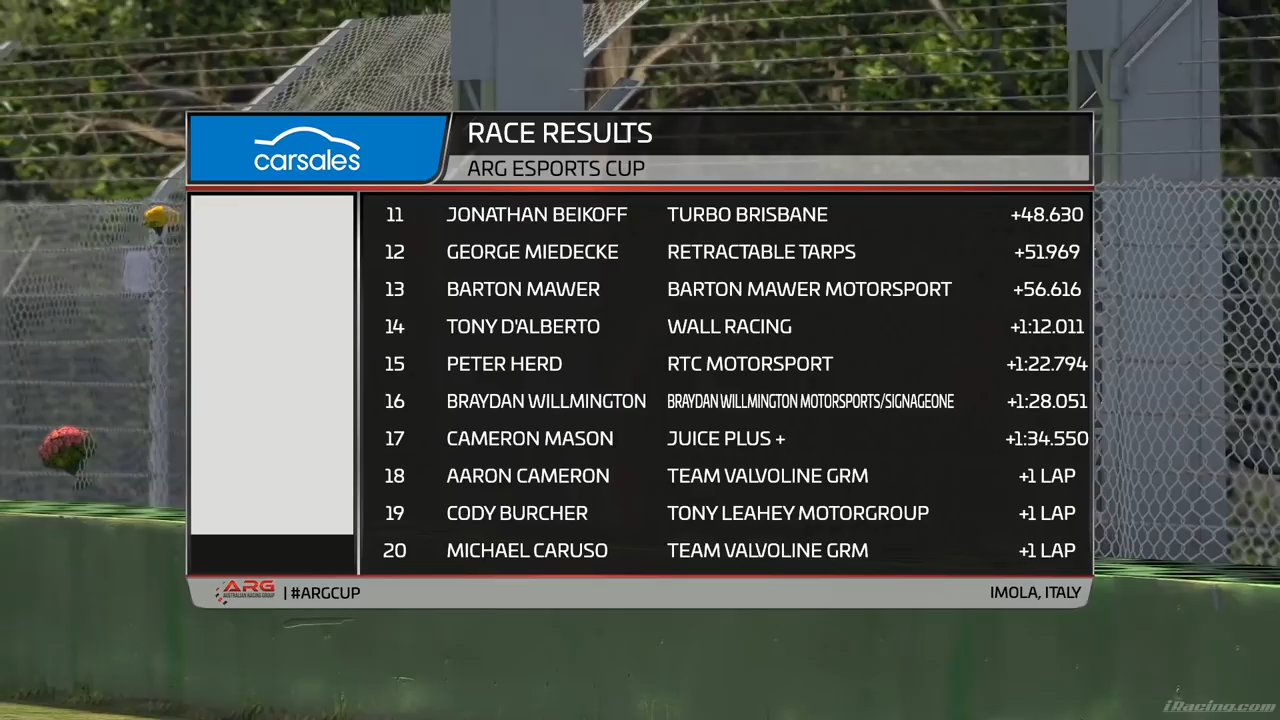 carsales
RACE RESULTS
ARG ESPORTS CUP
11 JONATHAN BEIKOFF TURBO BRISBANE +48.630
12 GEORGE MIEDECKE RETRACTABLE TARPS +51.969
13 BARTON MAWER BARTON MAWER MOTORSPORT +56.616
14 TONY D'ALBERTO WALL RACING +1:12.011
15 PETER HERD RTC MOTORSPORT +1:22.794
16 BRAYDAN WILLMINGTON BRAYDAN WILLMINGTON MOTORSPORTS/SIGNAGEONE +1:28.051
17 CAMERON MASON JUICE PLUS + +1:34.550
18 AARON CAMERON TEAM VALVOLINE GRM +1 LAP
19 CODY BURCHER TONY LEAHEY MOTORGROUP +1 LAP
20 MICHAEL CARUSO TEAM VALVOLINE GRM +1 LAP
ARG AUSTRALIAN RACING GROUP | #ARGCUP IMOLA, ITALY
iRacing.com